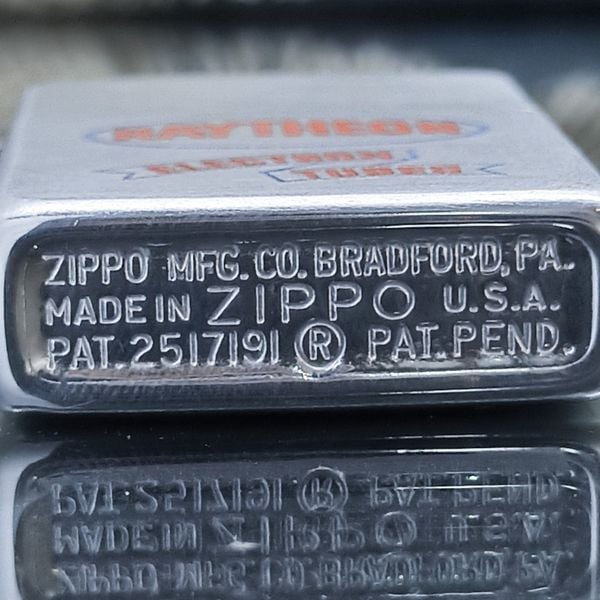 RAYTHEON
ELECTRON
TUBES
ZIPPO MFG. CO. BRADFORD, PA.
MADE IN ZIPPO U.S.A.
PAT. 2517191 ® PAT. PEND.